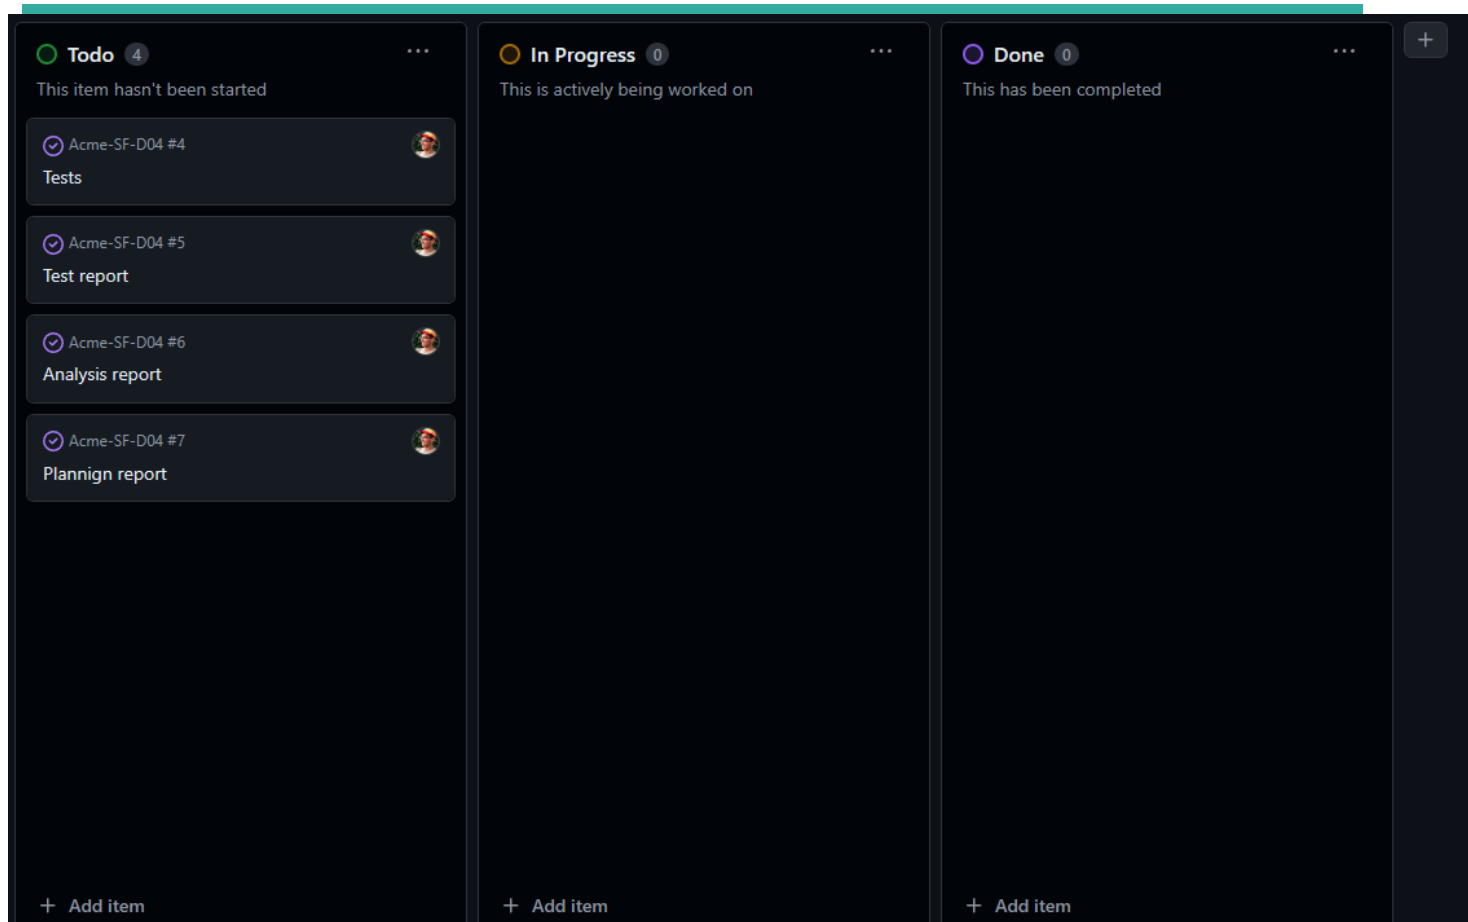 Todo 4
This item hasn't been started
Acme-SF-D04 #4
Tests
Acme-SF-D04 #5
Test report
Acme-SF-D04 #6
Analysis report
Acme-SF-D04 #7
Plannign report
+ Add item
In Progress 0
This is actively being worked on
+ Add item
Done 0
This has been completed
+ Add item